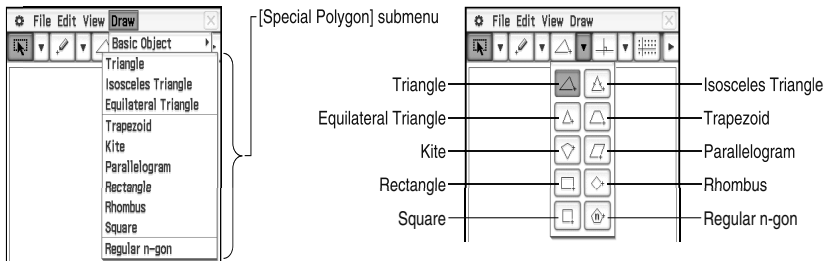 File Edit View Draw
Basic Object
Triangle
Isosceles Triangle
Equilateral Triangle
Trapezoid
Kite
Parallelogram
Rectangle
Rhombus
Square
Regular n-gon
[Special Polygon] submenu
File Edit View Draw
Triangle
Isosceles Triangle
Equilateral Triangle
Trapezoid
Kite
Parallelogram
Rectangle
Rhombus
Square
n
Regular n-gon